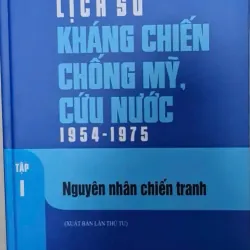 LỊCH SỬ
KHÁNG CHIẾN
CHỐNG MỸ,
CỨU NƯỚC
1954-1975
TẬP
I
Nguyên nhân chiến tranh
(XUẤT BẢN LẦN THỨ TƯ)